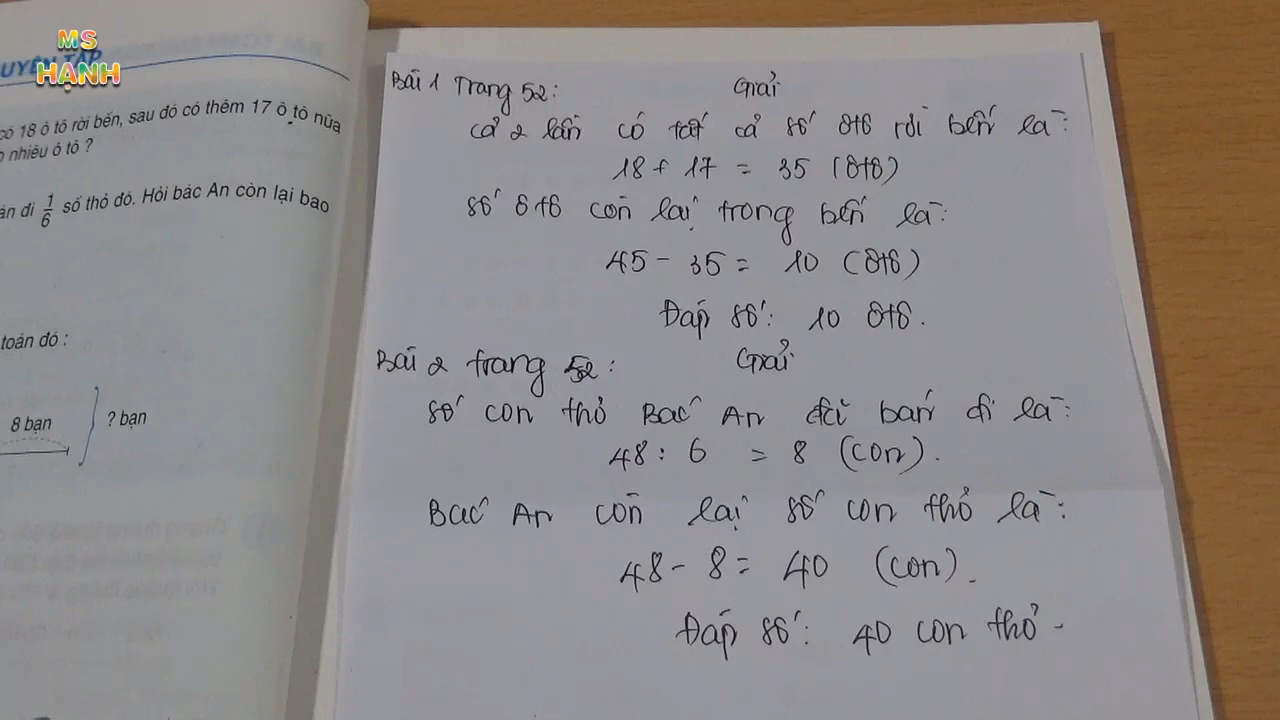 MS
HẠNH
UYỆN TẬP
có 18 ô tô rời bến, sau đó có thêm 17 ô tô nữa
nhiêu ô tô ?
án đi 1/6 số thỏ đó. Hỏi bác An còn lại bao
toán đó :
8 bạn
? bạn
Bài 1 Trang 52:
Giải
Cả 2 lần có tất cả số ôtô rời bến là:
18 + 17 = 35 (ôtô)
số ôtô còn lại trong bến là:
45 - 35 = 10 (ôtô)
Đáp số: 10 ôtô.
Bài 2 trang 52:
Giải
số con thỏ Bác An đã bán đi là:
48 : 6 = 8 (con).
Bác An còn lại số con thỏ là:
48 - 8 = 40 (con).
Đáp số: 40 con thỏ.